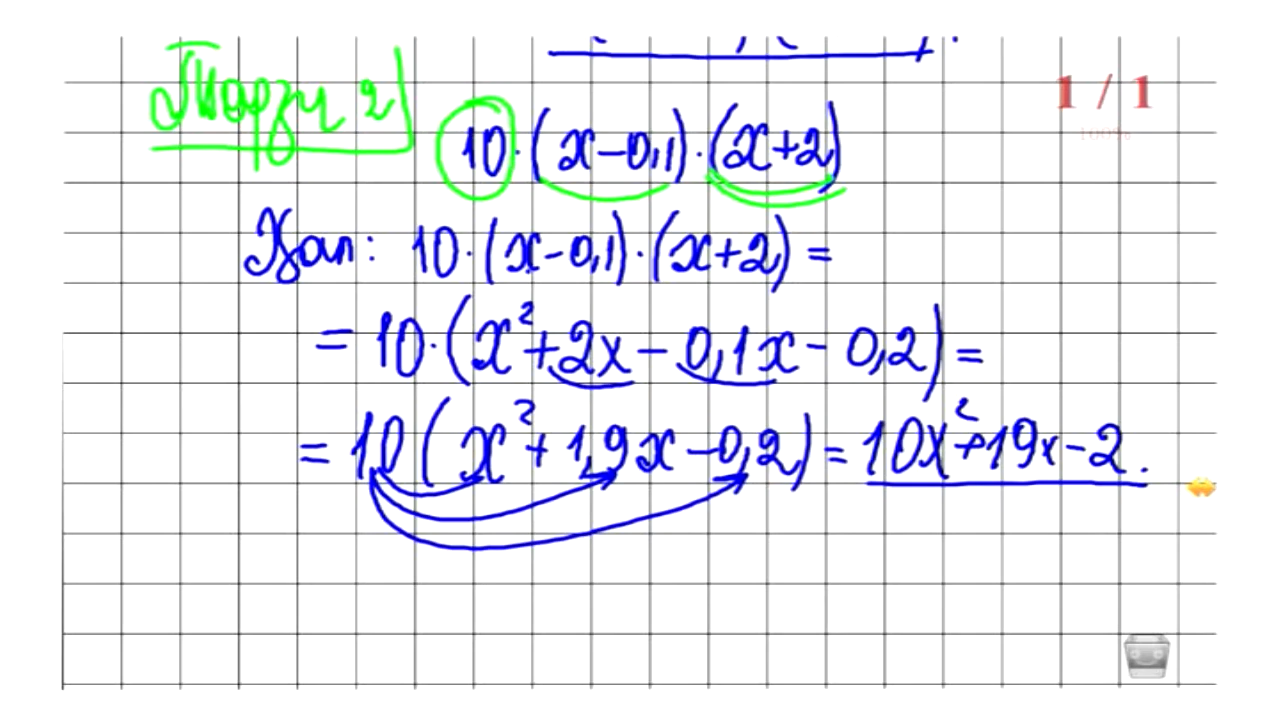 1 / 1
100%
10·(x−0,1)·(x+2)
10·(x−0,1)·(x+2)=
=10·(x²+2x−0,1x−0,2)=
=10(x²+1,9x−0,2)=10x²+19x−2.